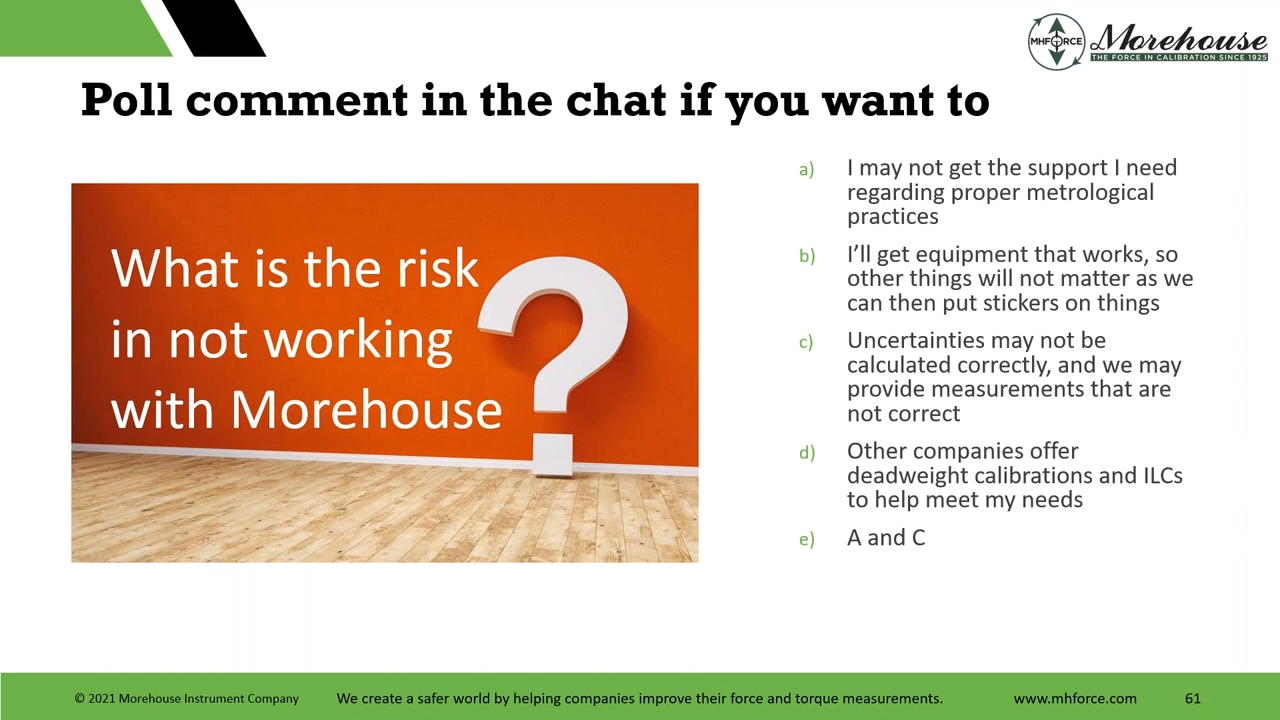 MHFORCE
Morehouse
THE FORCE IN CALIBRATION SINCE 1925
Poll comment in the chat if you want to
What is the risk
in not working
with Morehouse
?
a) I may not get the support I need
regarding proper metrological
practices
b) I’ll get equipment that works, so
other things will not matter as we
can then put stickers on things
c) Uncertainties may not be
calculated correctly, and we may
provide measurements that are
not correct
d) Other companies offer
deadweight calibrations and ILCs
to help meet my needs
e) A and C
© 2021 Morehouse Instrument Company
We create a safer world by helping companies improve their force and torque measurements.
www.mhforce.com
61